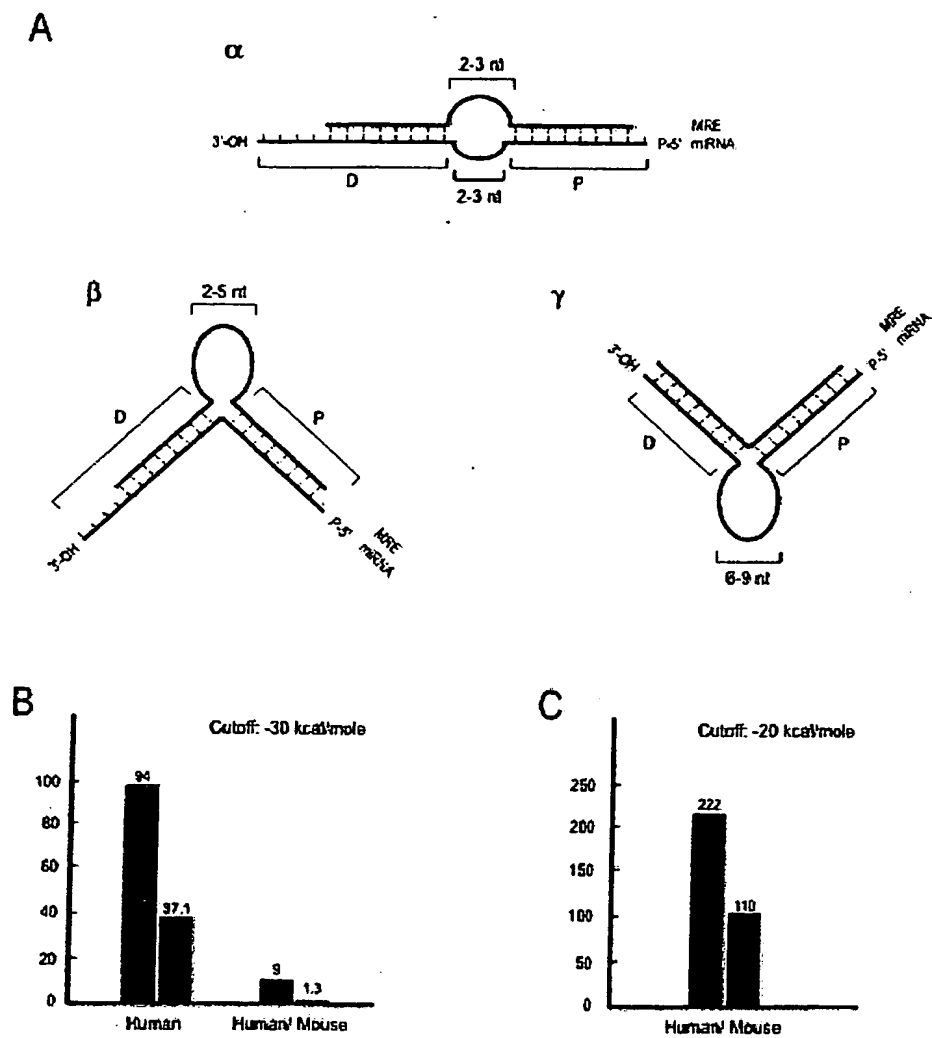 A
α
2-3 nt
MRE
3'-OH
P-5' miRNA
D
P
2-3 nt
β
2-5 nt
D
P
3'-OH
P-5'
MRE
miRNA
γ
3'-OH
MRE
P-5' miRNA
D
P
6-9 nt
B
Cutoff: -30 kcal/mole
100
80
60
40
20
0
94
37.1
9
1.3
Human
Human/ Mouse
C
Cutoff: -20 kcal/mole
250
200
150
100
50
0
222
110
Human/ Mouse